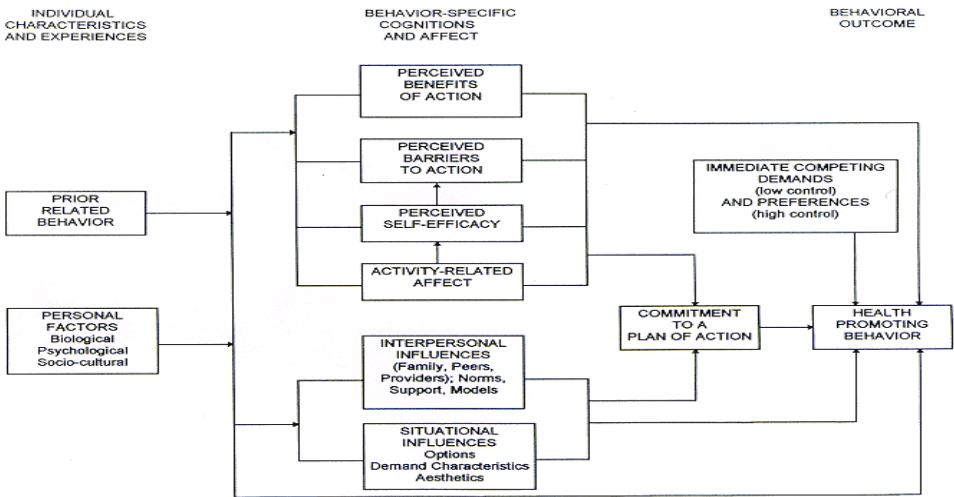 INDIVIDUAL
CHARACTERISTICS
AND EXPERIENCES
BEHAVIOR-SPECIFIC
COGNITIONS
AND AFFECT
BEHAVIORAL
OUTCOME
PERCEIVED
BENEFITS
OF ACTION
PERCEIVED
BARRIERS
TO ACTION
PERCEIVED
SELF-EFFICACY
ACTIVITY-RELATED
AFFECT
PRIOR
RELATED
BEHAVIOR
PERSONAL
FACTORS
Biological
Psychological
Socio-cultural
INTERPERSONAL
INFLUENCES
(Family, Peers,
Providers); Norms,
Support, Models
SITUATIONAL
INFLUENCES
Options
Demand Characteristics
Aesthetics
IMMEDIATE COMPETING
DEMANDS
(low control)
AND PREFERENCES
(high control)
COMMITMENT
TO A
PLAN OF ACTION
HEALTH
PROMOTING
BEHAVIOR